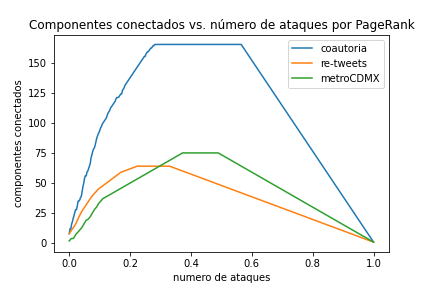 Componentes conectados vs. número de ataques por PageRank
coautoria
re-tweets
metroCDMX
componentes conectados
150
125
100
75
50
25
0
0.0 0.2 0.4 0.6 0.8 1.0
numero de ataques